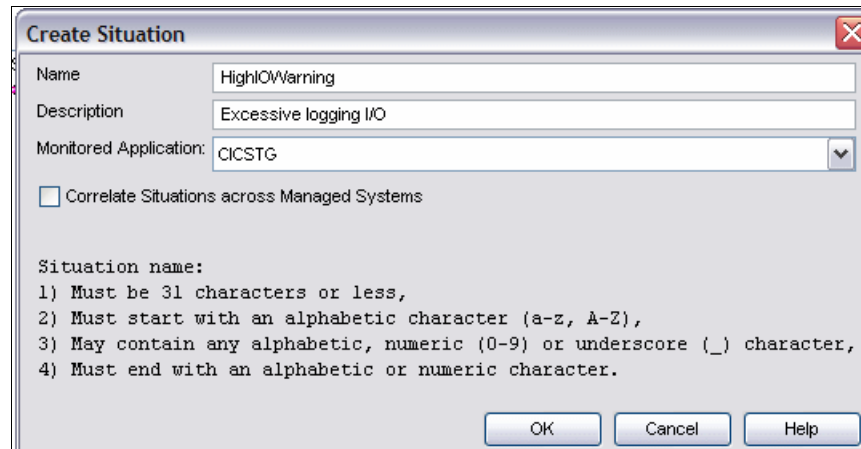 Create Situation
Name HighIOWarning
Description Excessive logging I/O
Monitored Application: CICSTG
Correlate Situations across Managed Systems
Situation name:
1) Must be 31 characters or less,
2) Must start with an alphabetic character (a-z, A-Z),
3) May contain any alphabetic, numeric (0-9) or underscore (_) character,
4) Must end with an alphabetic or numeric character.
OK Cancel Help